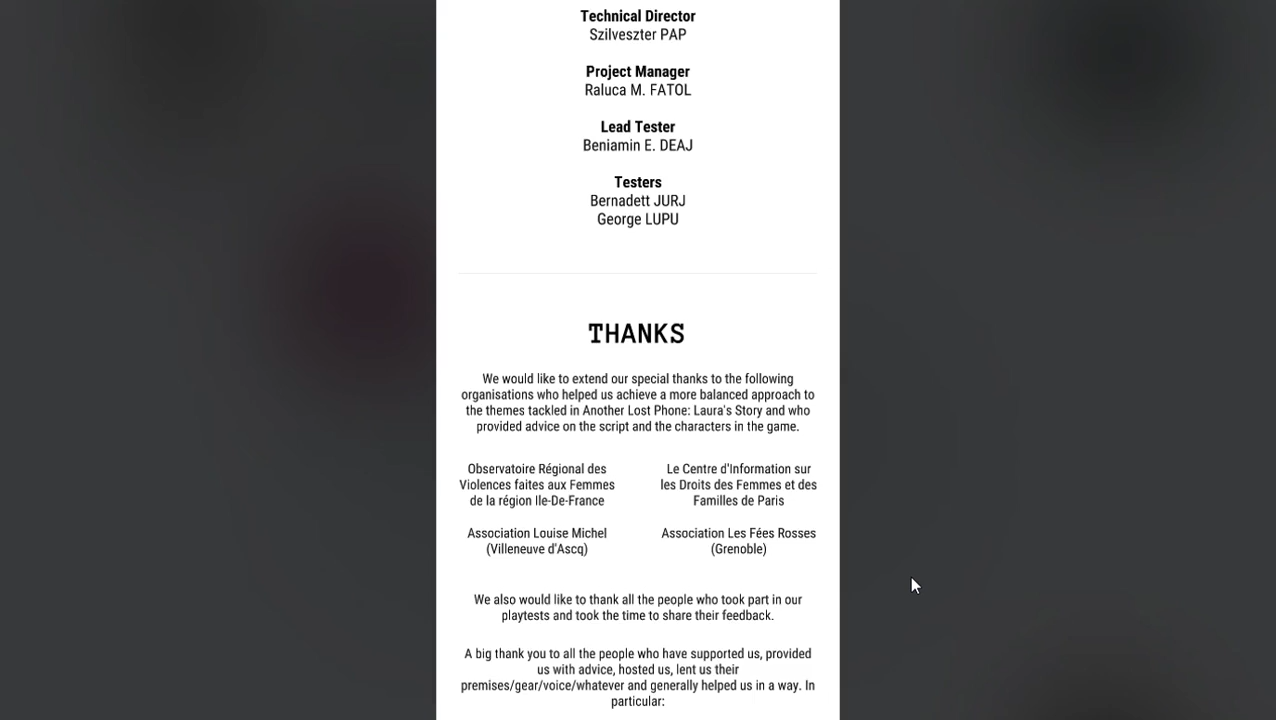 Technical Director
Szilveszter PAP
Project Manager
Raluca M. FATOL
Lead Tester
Beniamin E. DEAJ
Testers
Bernadett JURJ
George LUPU
THANKS
We would like to extend our special thanks to the following
organisations who helped us achieve a more balanced approach to
the themes tackled in Another Lost Phone: Laura's Story and who
provided advice on the script and the characters in the game.
Observatoire Régional des
Violences faites aux Femmes
de la région Ile-De-France
Le Centre d'Information sur
les Droits des Femmes et des
Familles de Paris
Association Louise Michel
(Villeneuve d'Ascq)
Association Les Fées Rosses
(Grenoble)
We also would like to thank all the people who took part in our
playtests and took the time to share their feedback.
A big thank you to all the people who have supported us, provided
us with advice, hosted us, lent us their
premises/gear/voice/whatever and generally helped us in a way. In
particular: